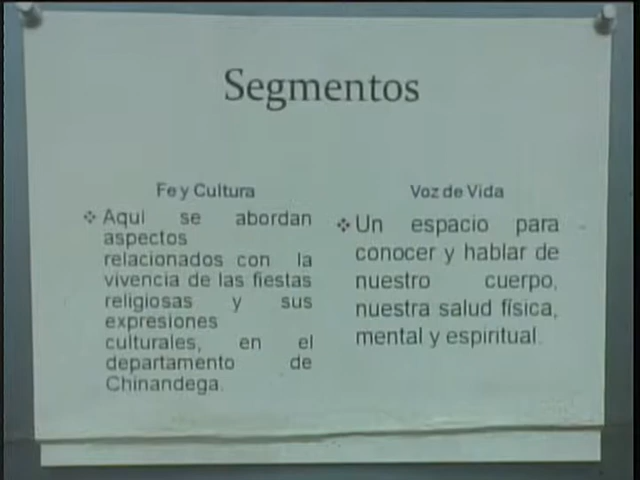 Segmentos
Fe y Cultura
❖ Aqui se abordan
aspectos
relacionados con la
vivencia de las fiestas
religiosas y sus
expresiones
culturales, en el
departamento de
Chinandega.
Voz de Vida
❖ Un espacio para
conocer y hablar de
nuestro cuerpo,
nuestra salud física,
mental y espiritual.